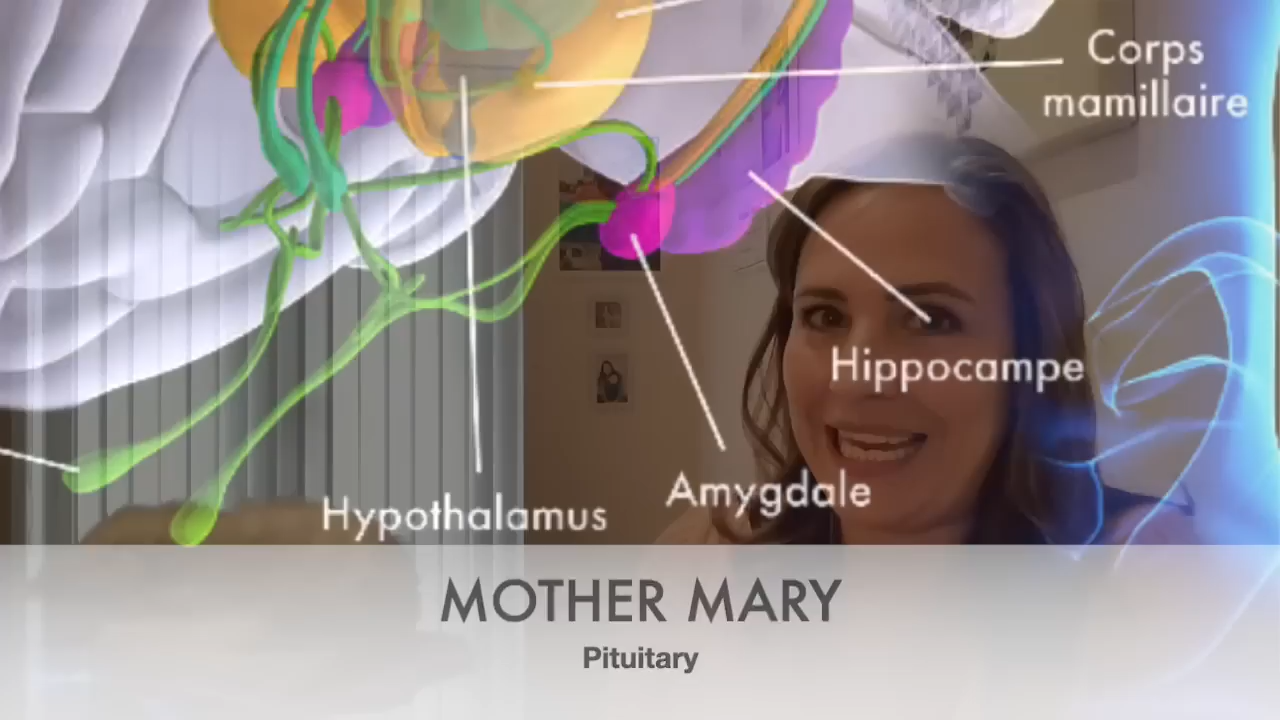 Corps
mamillaire
Hippocampe
Amygdale
Hypothalamus
MOTHER MARY
Pituitary